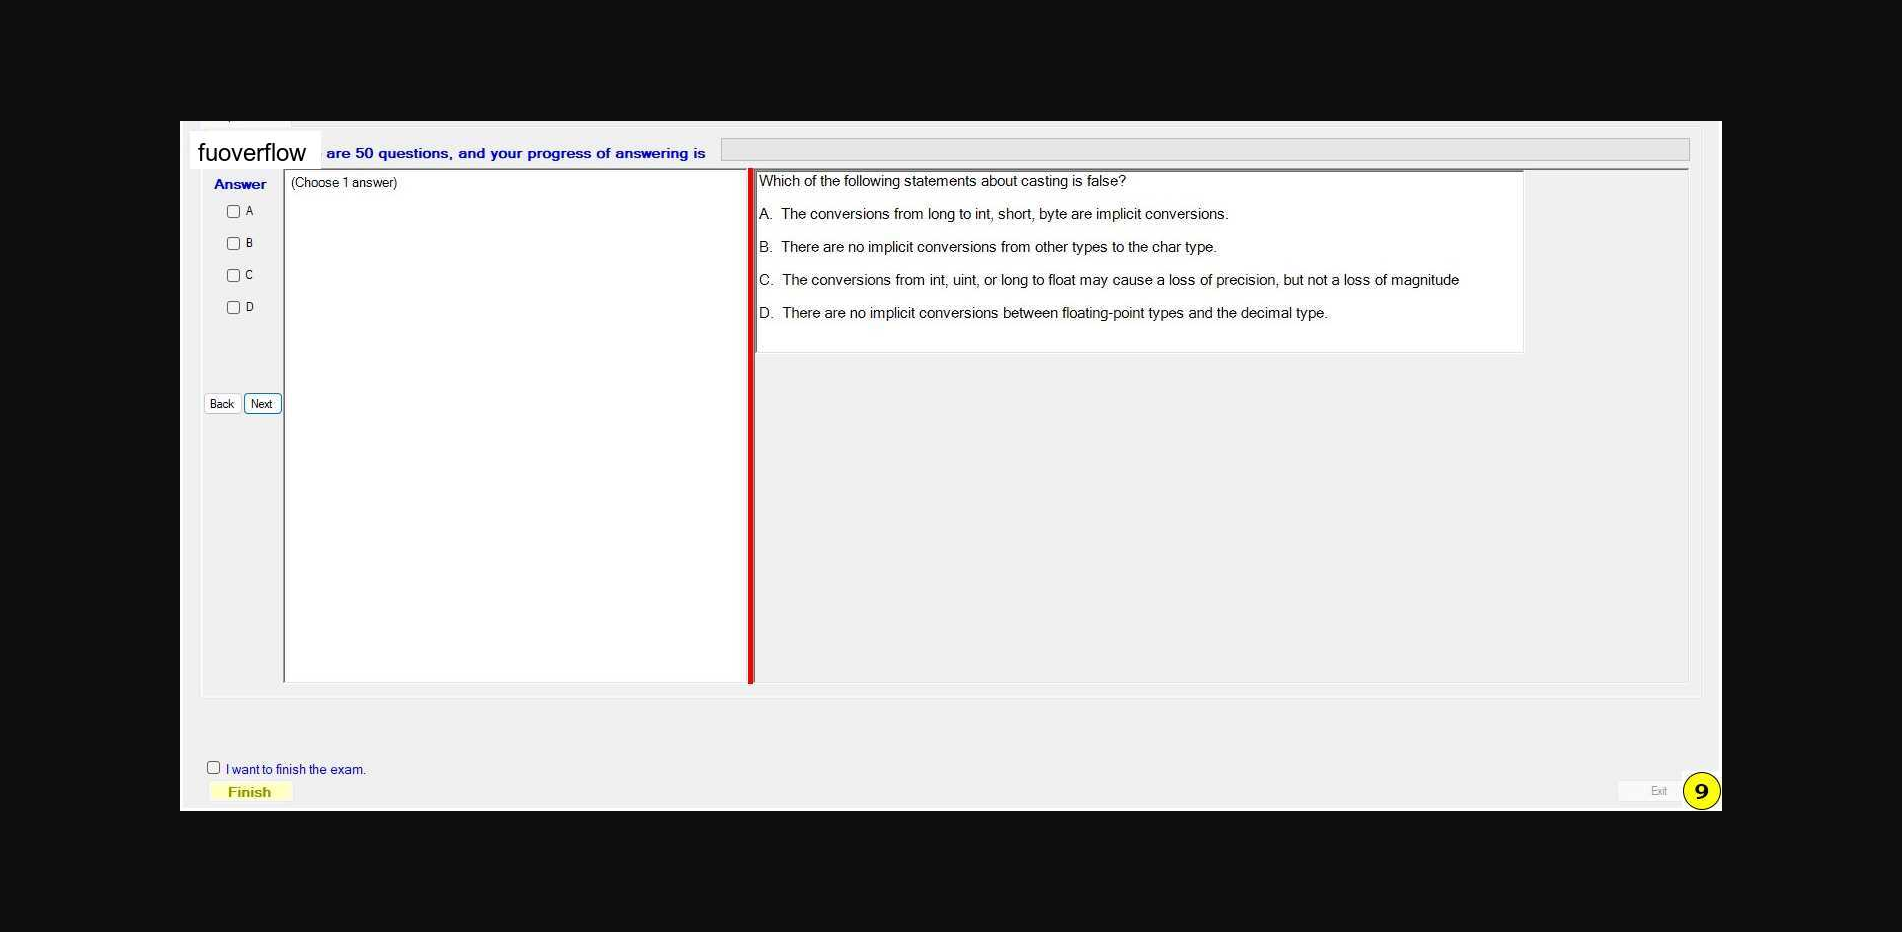 fuoverflow are 50 questions, and your progress of answering is
Answer
A
B
C
D
Back Next
(Choose 1 answer)
Which of the following statements about casting is false?
A. The conversions from long to int, short, byte are implicit conversions.
B. There are no implicit conversions from other types to the char type.
C. The conversions from int, uint, or long to float may cause a loss of precision, but not a loss of magnitude
D. There are no implicit conversions between floating-point types and the decimal type.
I want to finish the exam.
Finish
Exit
9